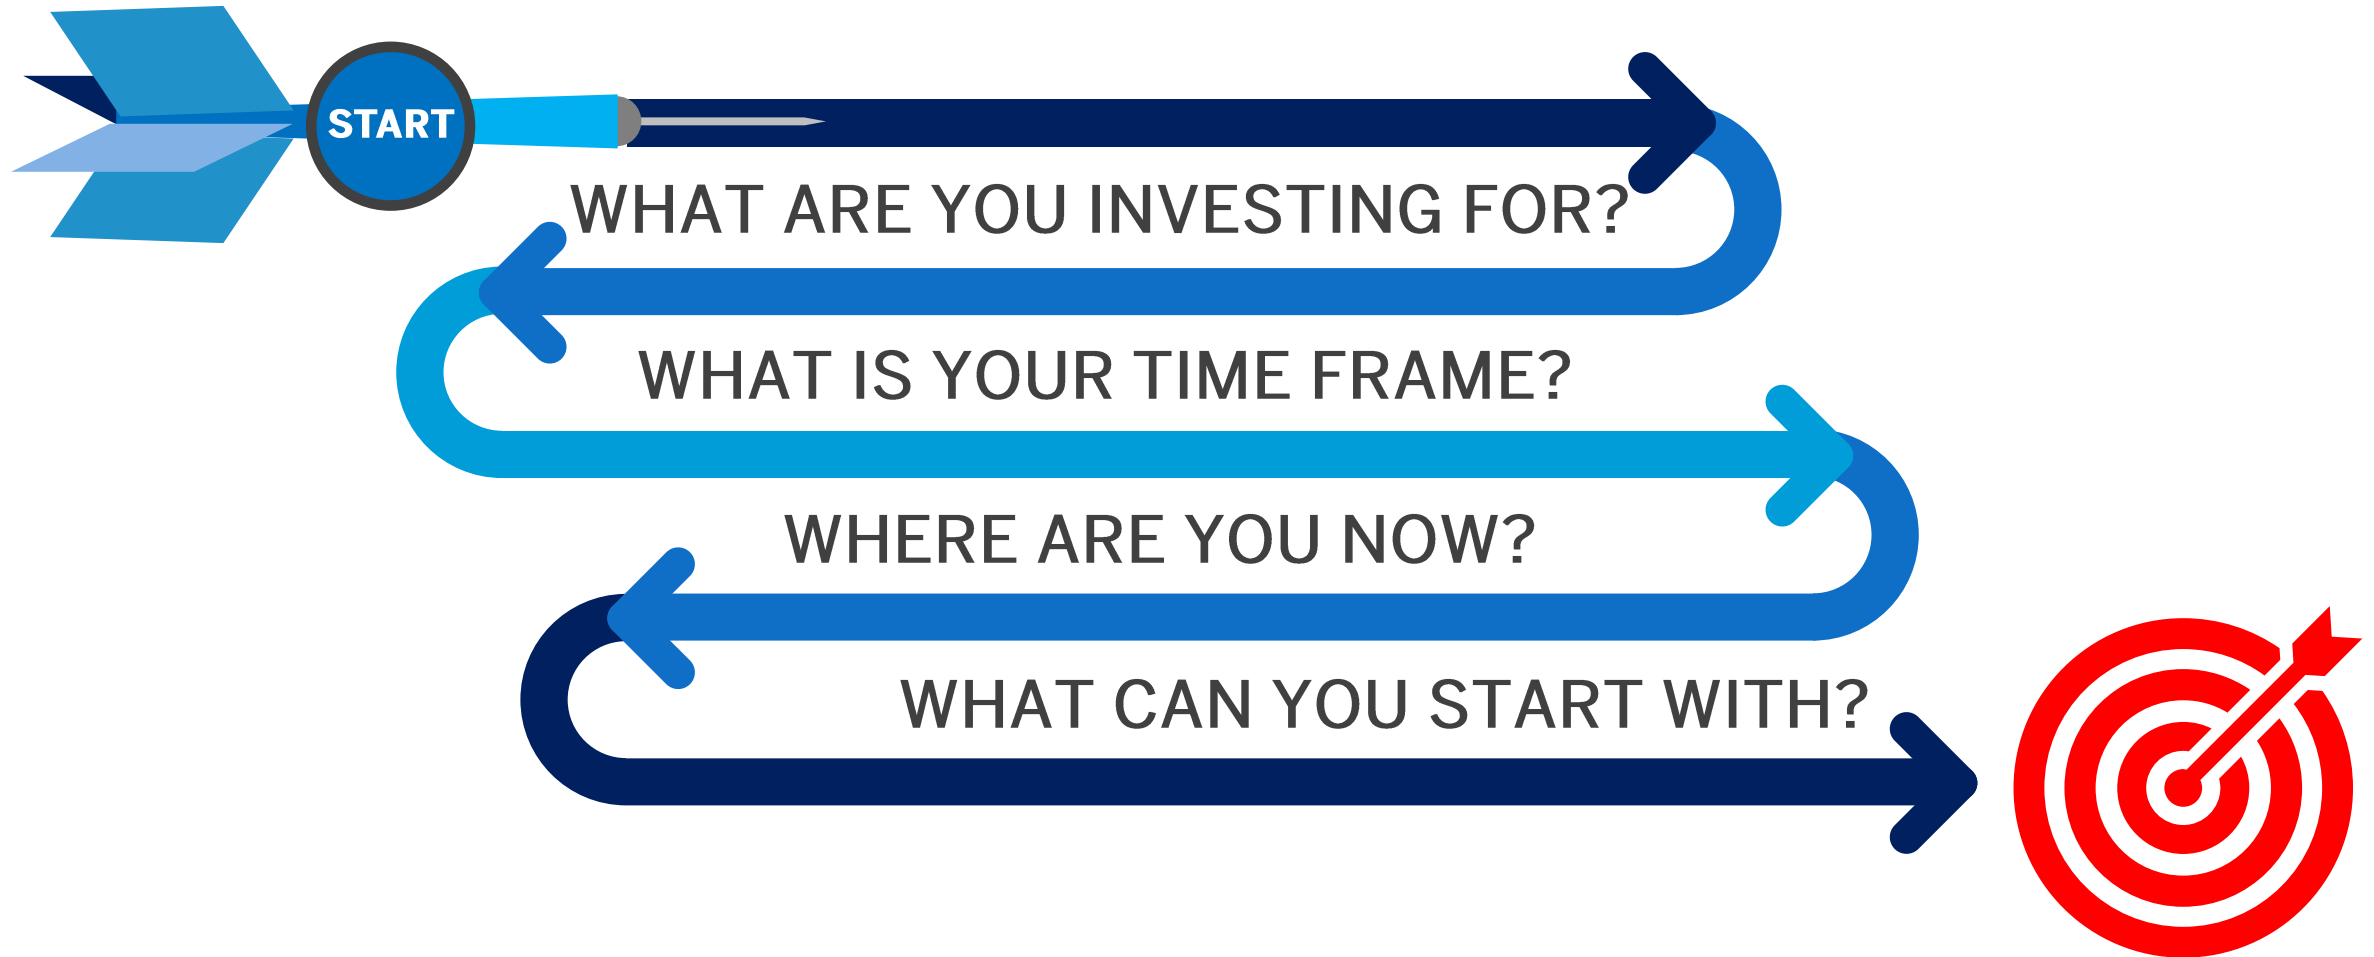 START
WHAT ARE YOU INVESTING FOR?
WHAT IS YOUR TIME FRAME?
WHERE ARE YOU NOW?
WHAT CAN YOU START WITH?